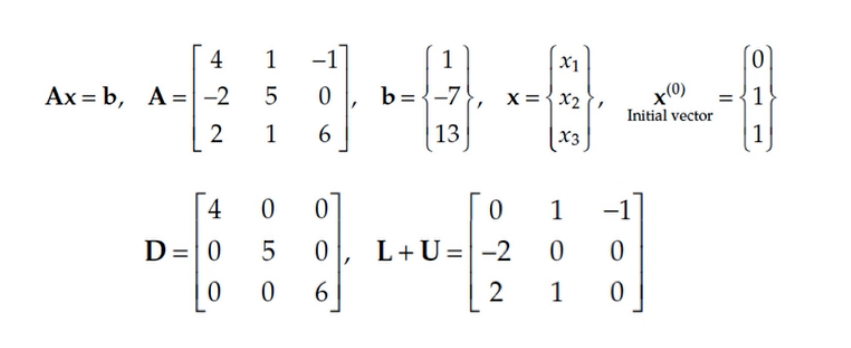 4 1 −1
1
x1
0
Ax = b, A = −2 5 0 , b = −7 , x = x2 , x(0) = 1
Initial vector
2 1 6
13
x3
1
4 0 0
0 1 −1
D = 0 5 0 , L + U = −2 0 0
0 0 6
2 1 0